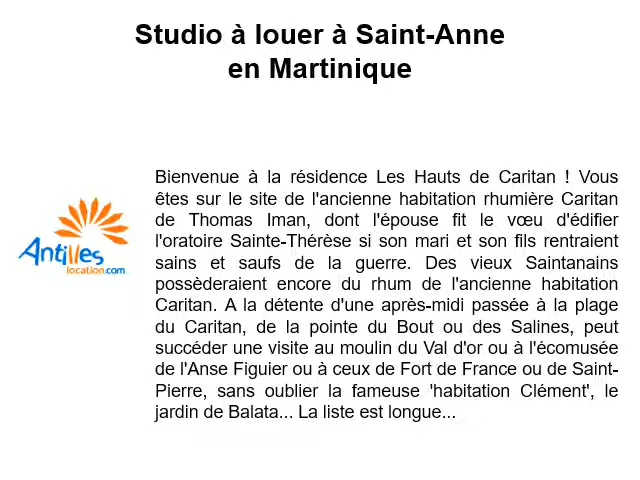 Studio à louer à Saint-Anne
en Martinique
Bienvenue à la résidence Les Hauts de Caritan ! Vous
êtes sur le site de l'ancienne habitation rhumière Caritan
de Thomas Iman, dont l'épouse fit le vœu d'édifier
l'oratoire Sainte-Thérèse si son mari et son fils rentraient
sains et saufs de la guerre. Des vieux Saintanains
possèderaient encore du rhum de l'ancienne habitation
Caritan. A la détente d'une après-midi passée à la plage
du Caritan, de la pointe du Bout ou des Salines, peut
succéder une visite au moulin du Val d'or ou à l'écomusée
de l'Anse Figuier ou à ceux de Fort de France ou de Saint-
Pierre, sans oublier la fameuse 'habitation Clément', le
jardin de Balata... La liste est longue...
Antilles
location.com